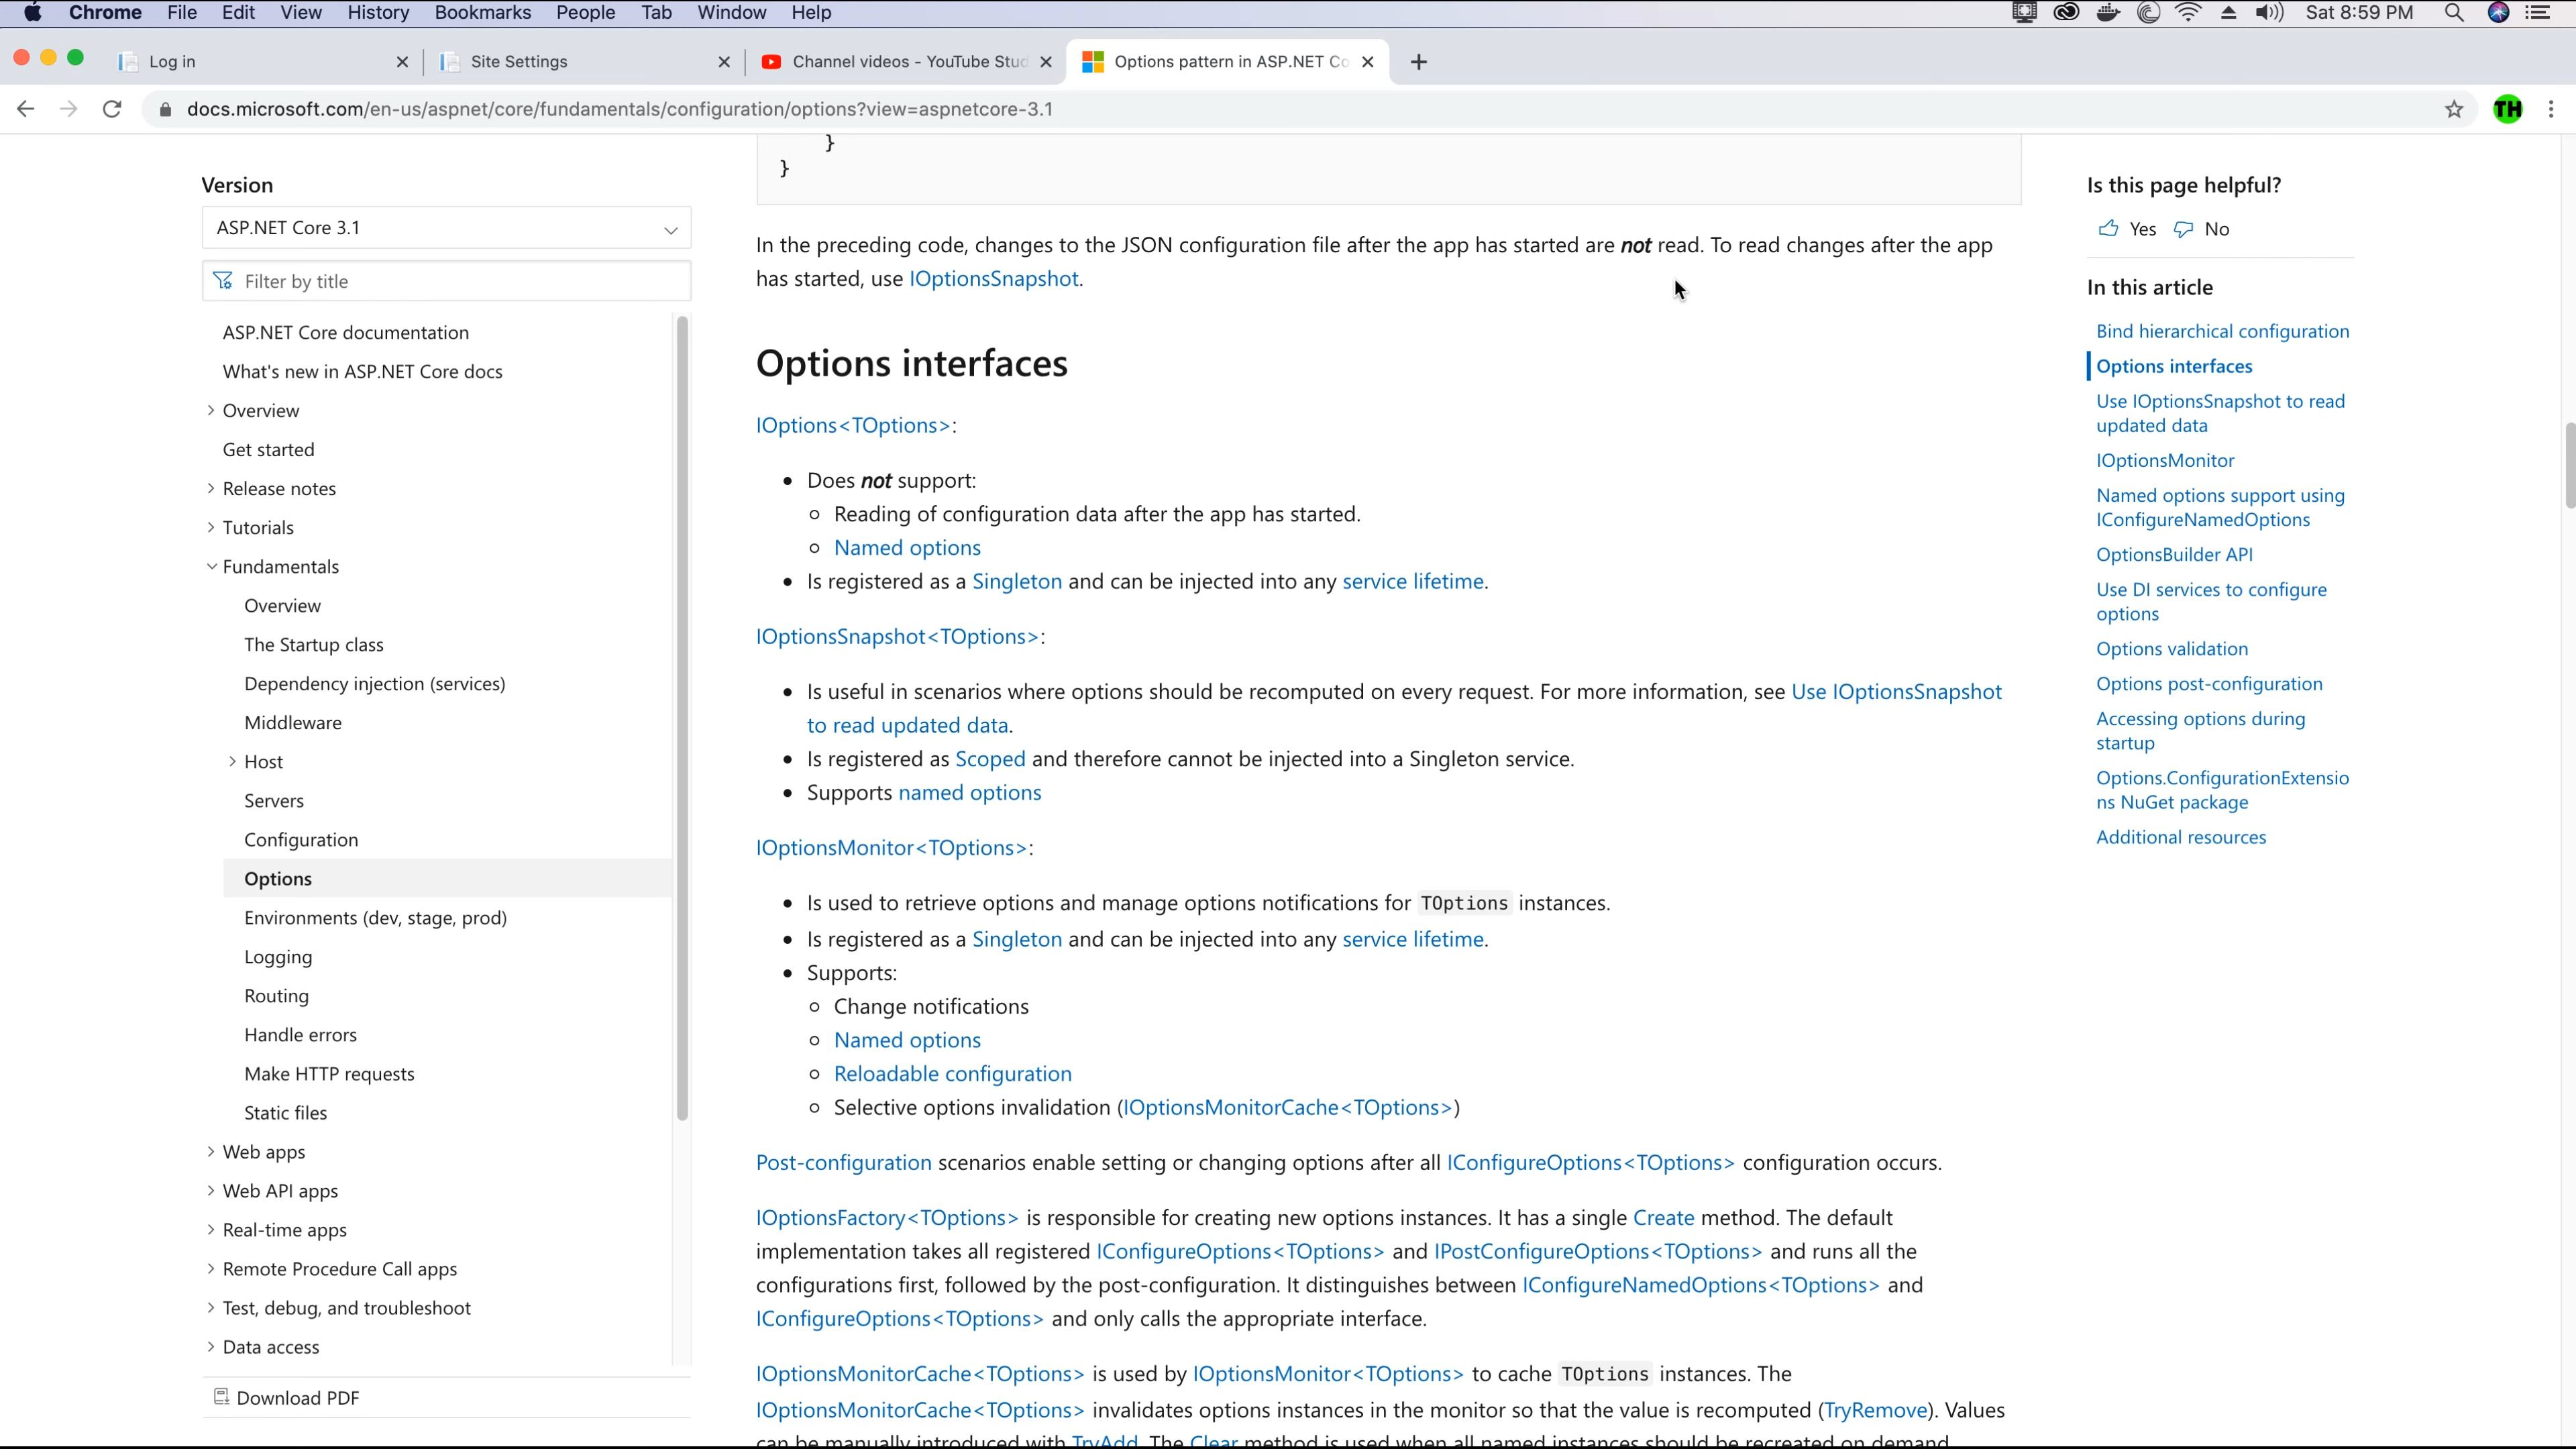 Chrome File Edit View History Bookmarks People Tab Window Help Sat 8:59 PM
Log in Site Settings Channel videos - YouTube Stud Options pattern in ASP.NET Co
docs.microsoft.com/en-us/aspnet/core/fundamentals/configuration/options?view=aspnetcore-3.1 TH
Version
ASP.NET Core 3.1
Filter by title
ASP.NET Core documentation
What's new in ASP.NET Core docs
Overview
Get started
Release notes
Tutorials
Fundamentals
Overview
The Startup class
Dependency injection (services)
Middleware
Host
Servers
Configuration
Options
Environments (dev, stage, prod)
Logging
Routing
Handle errors
Make HTTP requests
Static files
Web apps
Web API apps
Real-time apps
Remote Procedure Call apps
Test, debug, and troubleshoot
Data access
Download PDF
}
}
In the preceding code, changes to the JSON configuration file after the app has started are not read. To read changes after the app
has started, use IOptionsSnapshot.
Options interfaces
IOptions<TOptions>:
• Does not support:
○ Reading of configuration data after the app has started.
○ Named options
• Is registered as a Singleton and can be injected into any service lifetime.
IOptionsSnapshot<TOptions>:
• Is useful in scenarios where options should be recomputed on every request. For more information, see Use IOptionsSnapshot
to read updated data.
• Is registered as Scoped and therefore cannot be injected into a Singleton service.
• Supports named options
IOptionsMonitor<TOptions>:
• Is used to retrieve options and manage options notifications for TOptions instances.
• Is registered as a Singleton and can be injected into any service lifetime.
• Supports:
○ Change notifications
○ Named options
○ Reloadable configuration
○ Selective options invalidation (IOptionsMonitorCache<TOptions>)
Post-configuration scenarios enable setting or changing options after all IConfigureOptions<TOptions> configuration occurs.
IOptionsFactory<TOptions> is responsible for creating new options instances. It has a single Create method. The default
implementation takes all registered IConfigureOptions<TOptions> and IPostConfigureOptions<TOptions> and runs all the
configurations first, followed by the post-configuration. It distinguishes between IConfigureNamedOptions<TOptions> and
IConfigureOptions<TOptions> and only calls the appropriate interface.
IOptionsMonitorCache<TOptions> is used by IOptionsMonitor<TOptions> to cache TOptions instances. The
IOptionsMonitorCache<TOptions> invalidates options instances in the monitor so that the value is recomputed (TryRemove). Values
can be manually introduced with TryAdd. The Clear method is used when all named instances should be recreated on demand.
Is this page helpful?
Yes No
In this article
Bind hierarchical configuration
Options interfaces
Use IOptionsSnapshot to read
updated data
IOptionsMonitor
Named options support using
IConfigureNamedOptions
OptionsBuilder API
Use DI services to configure
options
Options validation
Options post-configuration
Accessing options during
startup
Options.ConfigurationExtensio
ns NuGet package
Additional resources